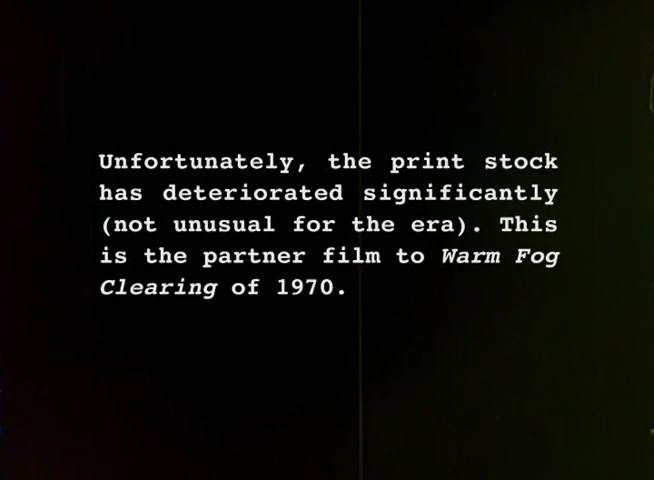 Unfortunately, the print stock
has deteriorated significantly
(not unusual for the era). This
is the partner film to Warm Fog
Clearing of 1970.